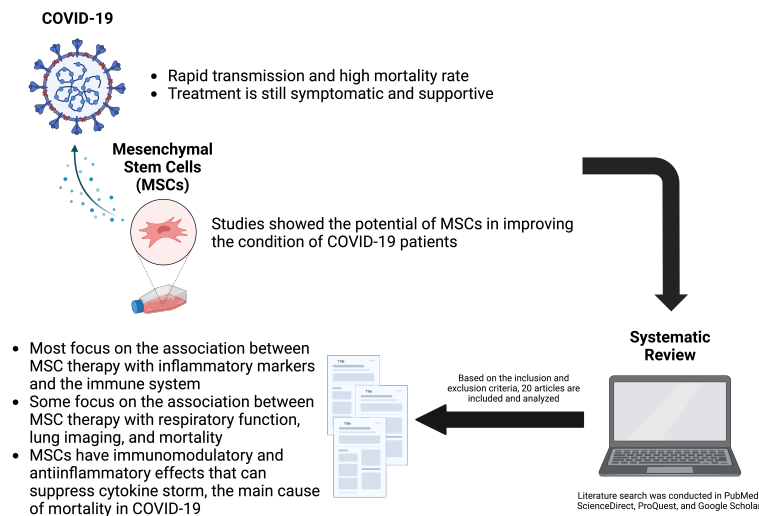 COVID-19
• Rapid transmission and high mortality rate
• Treatment is still symptomatic and supportive
Mesenchymal
Stem Cells
(MSCs)
Studies showed the potential of MSCs in improving
the condition of COVID-19 patients
Systematic
Review
Literature search was conducted in PubMed
ScienceDirect, ProQuest, and Google Scholar
Based on the inclusion and
exclusion criteria, 20 articles are
included and analyzed
Title
Title
Title
• Most focus on the association between
MSC therapy with inflammatory markers
and the immune system
• Some focus on the association between
MSC therapy with respiratory function,
lung imaging, and mortality
• MSCs have immunomodulatory and
antiinflammatory effects that can
suppress cytokine storm, the main cause
of mortality in COVID-19